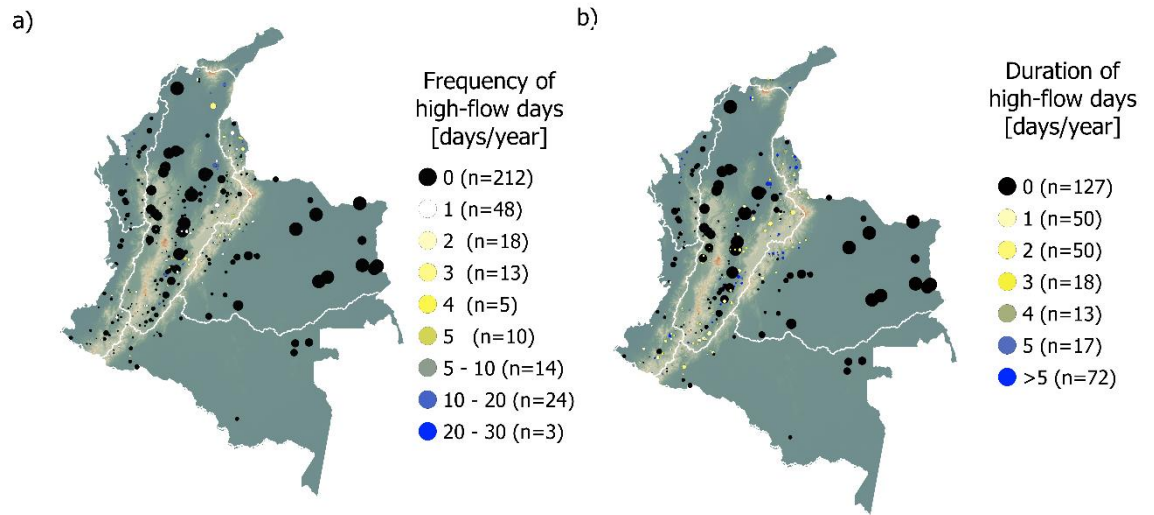 a)
Frequency of
high-flow days
[days/year]
0 (n=212)
1 (n=48)
2 (n=18)
3 (n=13)
4 (n=5)
5 (n=10)
5 - 10 (n=14)
10 - 20 (n=24)
20 - 30 (n=3)
b)
Duration of
high-flow days
[days/year]
0 (n=127)
1 (n=50)
2 (n=50)
3 (n=18)
4 (n=13)
5 (n=17)
>5 (n=72)